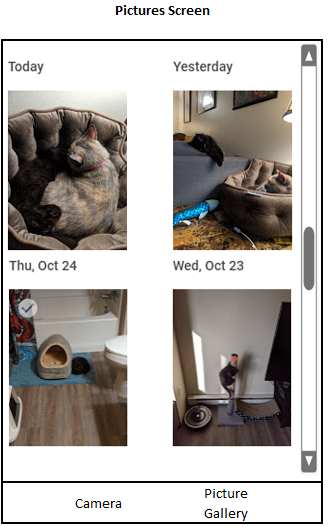 Pictures Screen
Today
Yesterday
Thu, Oct 24
Wed, Oct 23
Camera
Picture
Gallery